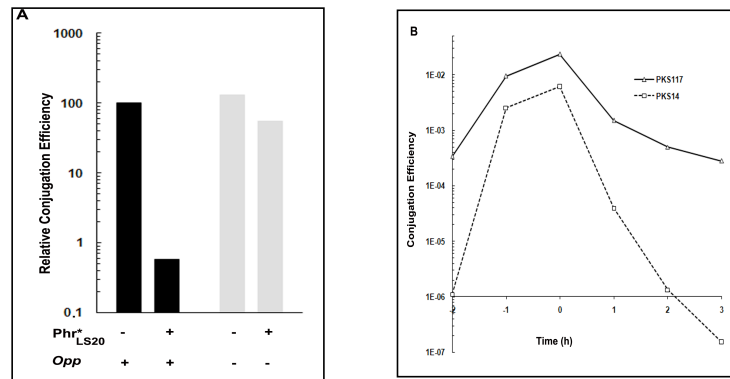 A
1000
100
10
1
0.1
Relative Conjugation Efficiency
Phr*LS20 - + - +
Opp + + - -
B
1E-02
1E-03
1E-04
1E-05
1E-06
1E-07
Conjugation Efficiency
PKS117
PKS14
-2 -1 0 1 2 3
Time (h)